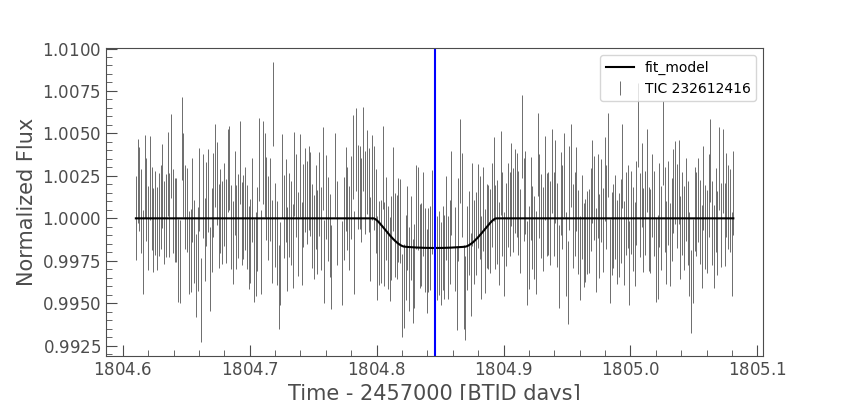 1.0100
1.0075
1.0050
1.0025
1.0000
0.9975
0.9950
0.9925
Normalized Flux
fit_model
TIC 232612416
1804.6 1804.7 1804.8 1804.9 1805.0 1805.1
Time - 2457000 [BTJD days]